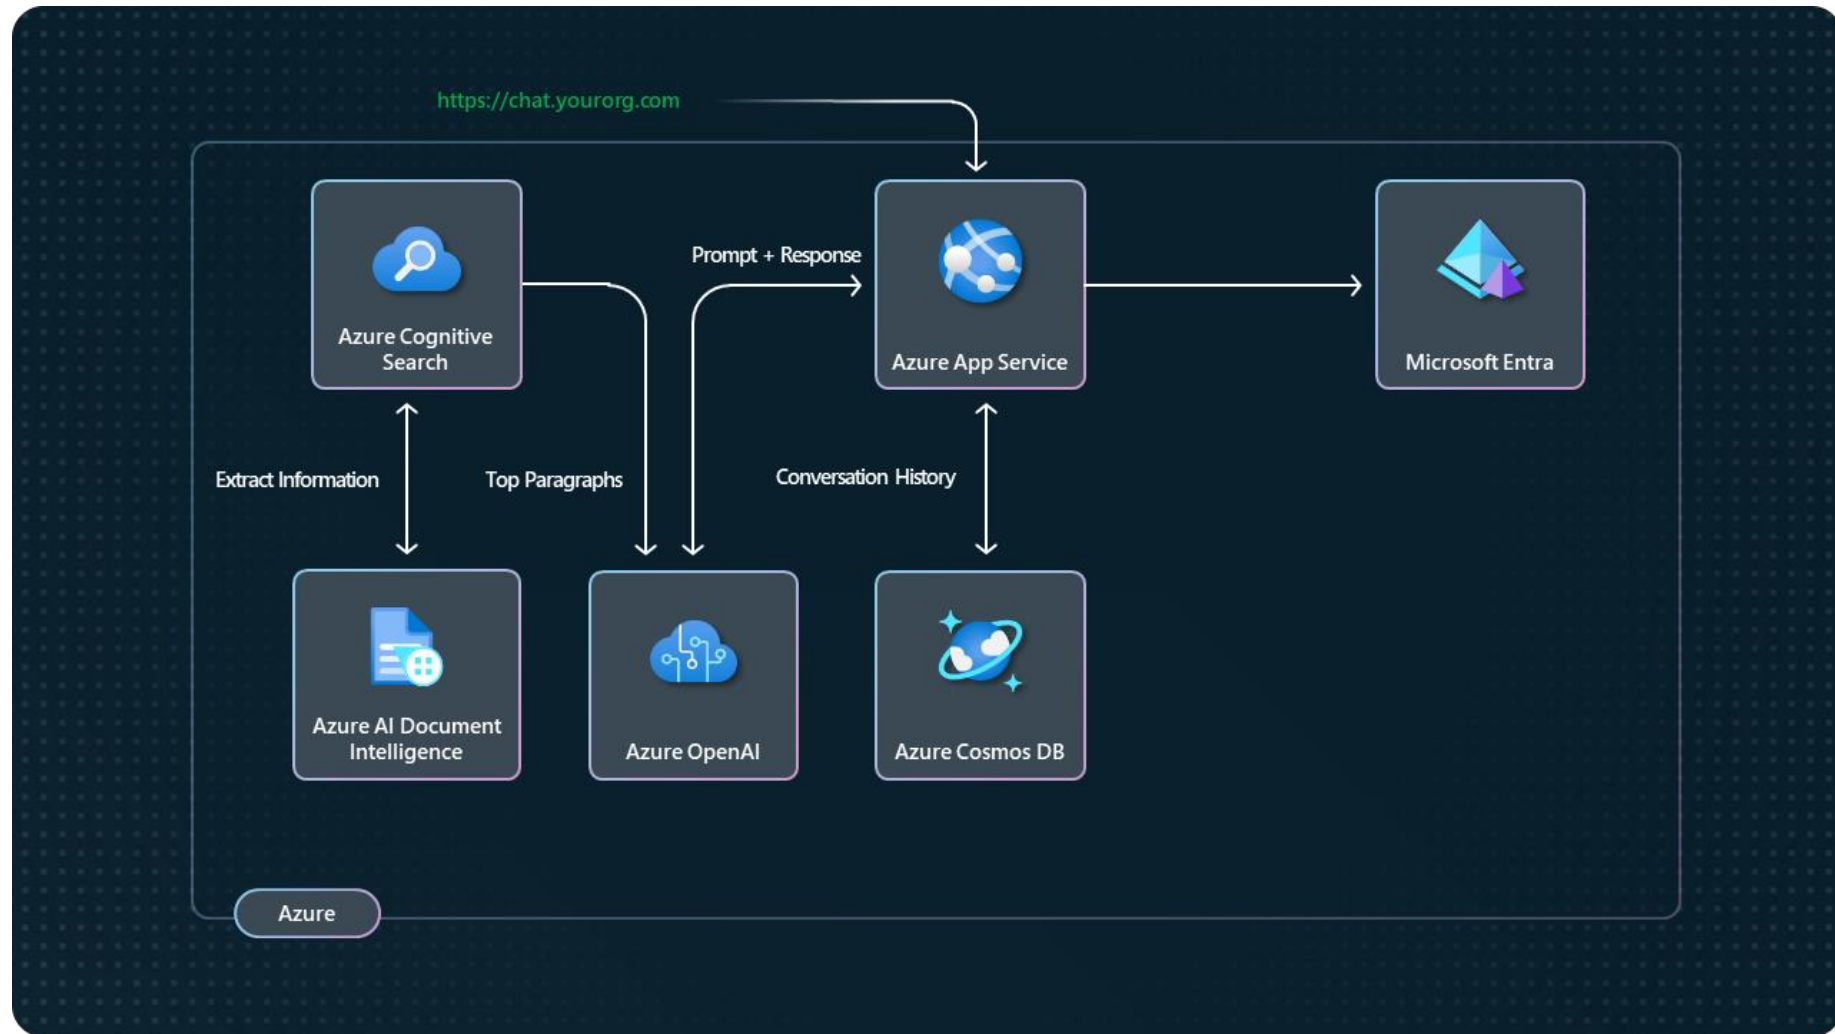 https://chat.yourorg.com
Prompt + Response
Azure Cognitive
Search
Azure App Service
Microsoft Entra
Extract Information
Top Paragraphs
Conversation History
Azure AI Document
Intelligence
Azure OpenAI
Azure Cosmos DB
Azure